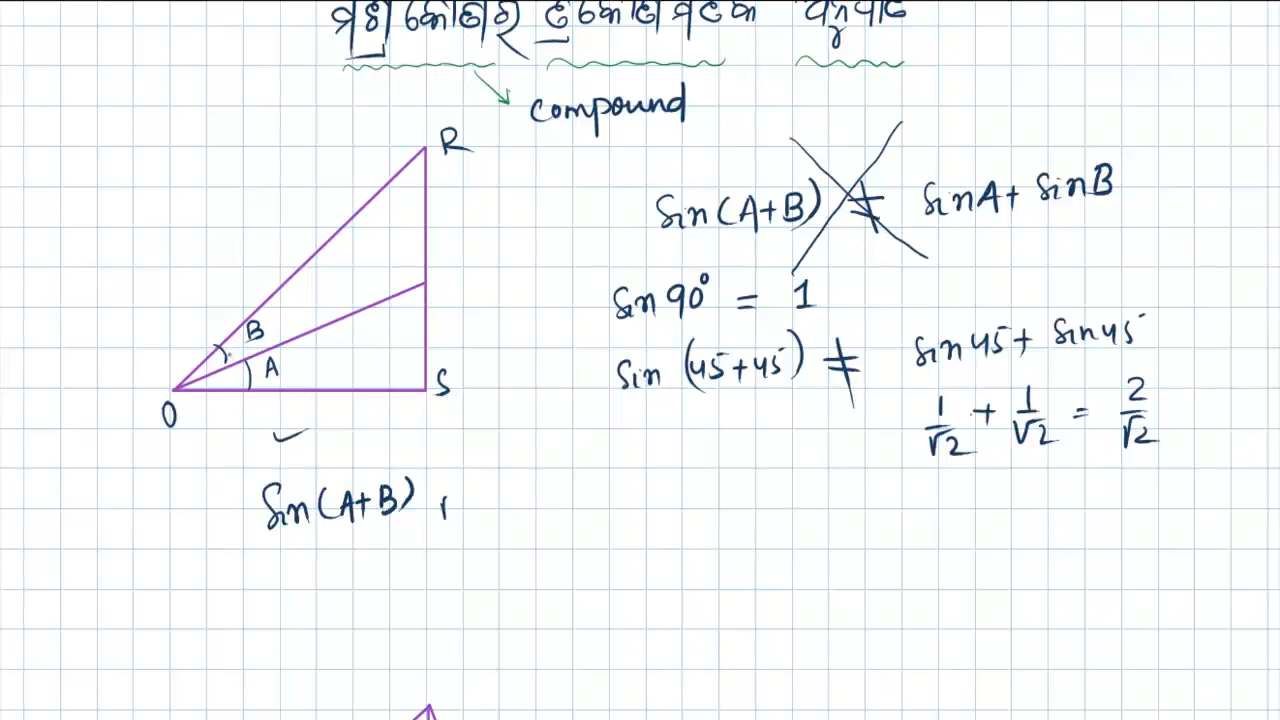 compound
R
sin(A+B) ≠ sinA + sinB
sin 90° = 1
B
A
S
O
sin (45+45) ≠ sin45 + sin45
1/√2 + 1/√2 = 2/√2
sin(A+B)